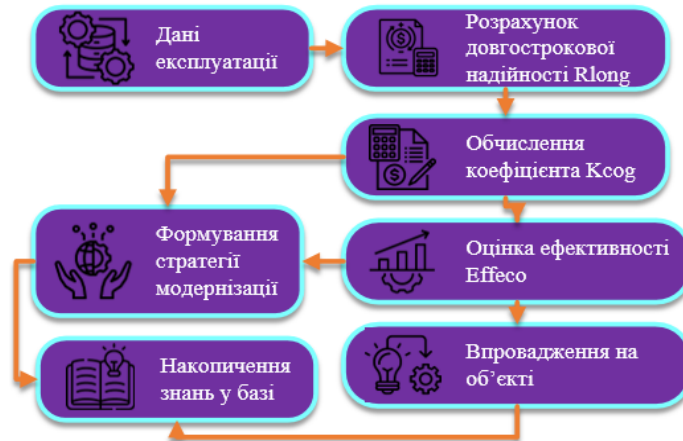 Дані
експлуатації
Розрахунок
довгострокової
надійності Rlong
Обчислення
коефіцієнта Kcog
Формування
стратегії
модернізації
Оцінка ефективності
Effeco
Накопичення
знань у базі
Впровадження на
об’єкті